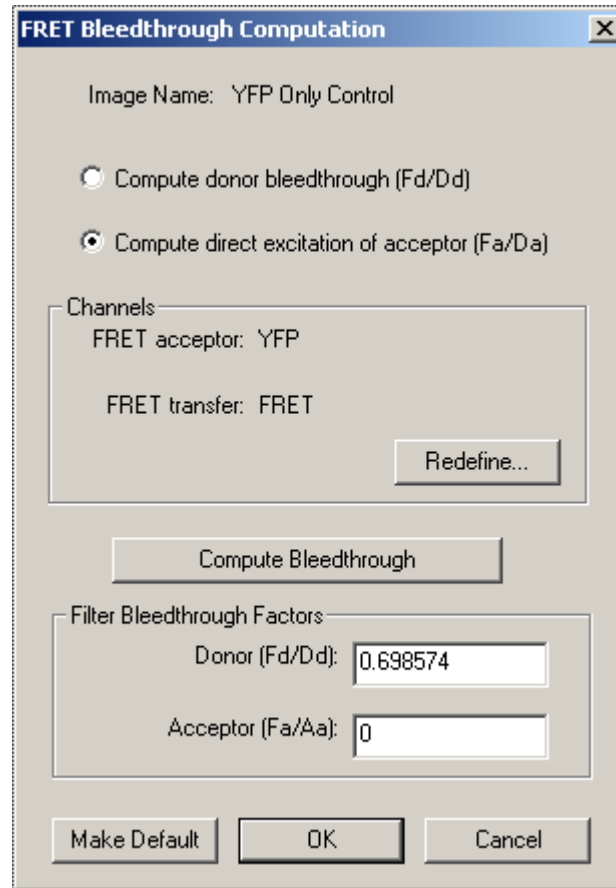 FRET Bleedthrough Computation
Image Name: YFP Only Control
Compute donor bleedthrough (Fd/Dd)
Compute direct excitation of acceptor (Fa/Da)
Channels
FRET acceptor: YFP
FRET transfer: FRET
Redefine...
Compute Bleedthrough
Filter Bleedthrough Factors
Donor (Fd/Dd): 0.698574
Acceptor (Fa/Aa): 0
Make Default OK Cancel